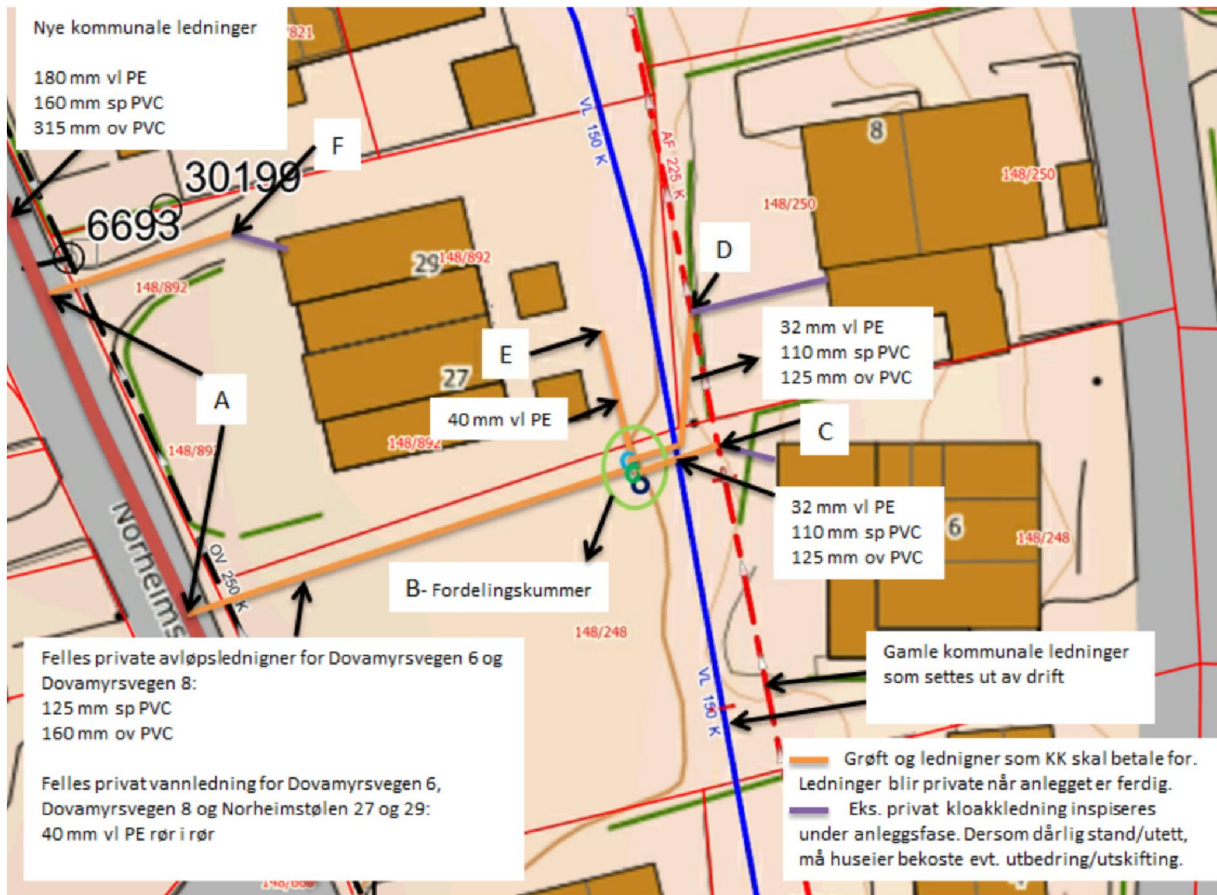 Nye kommunale ledninger
180 mm vl PE
160 mm sp PVC
315 mm ov PVC
F
30199
6693
148/892
A
29
148/892
27
148/892
148/892
E
40 mm vl PE
VL 150 K
AF 225 K
8
148/250
148/250
D
32 mm vl PE
110 mm sp PVC
125 mm ov PVC
C
32 mm vl PE
110 mm sp PVC
125 mm ov PVC
6
148/248
B- Fordelingskummer
148/248
OV 250 K
Norheims
VL 150 K
Gamle kommunale ledninger
som settes ut av drift
Felles private avløpslednigner for Dovamyrsvegen 6 og
Dovamyrsvegen 8:
125 mm sp PVC
160 mm ov PVC
Felles privat vannledning for Dovamyrsvegen 6,
Dovamyrsvegen 8 og Norheimstølen 27 og 29:
40 mm vl PE rør i rør
Grøft og lednigner som KK skal betale for.
Ledninger blir private når anlegget er ferdig.
Eks. privat kloakkledning inspiseres
under anleggsfase. Dersom dårlig stand/utett,
må huseier bekoste evt. utbedring/utskifting.